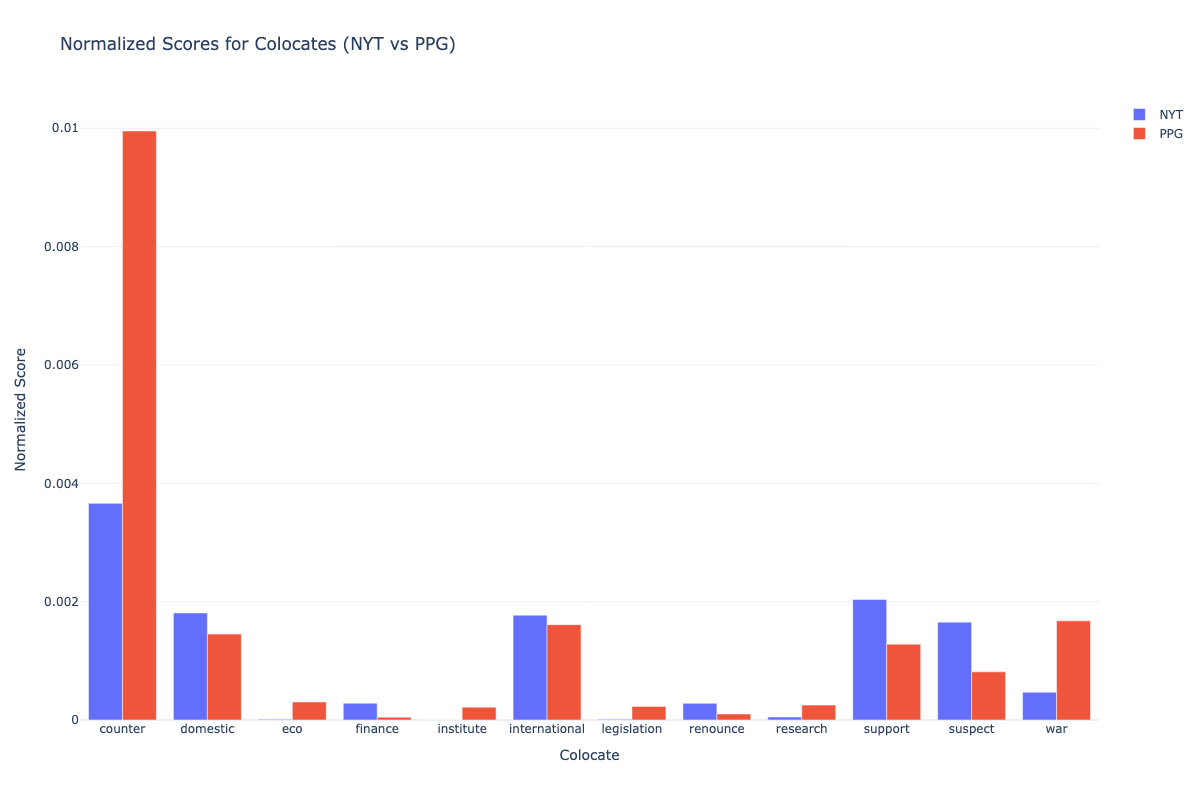 Normalized Scores for Colocates (NYT vs PPG)
NYT
PPG
0.01
0.008
0.006
0.004
0.002
0
Normalized Score
counter domestic eco finance institute international legislation renounce research support suspect war
Colocate